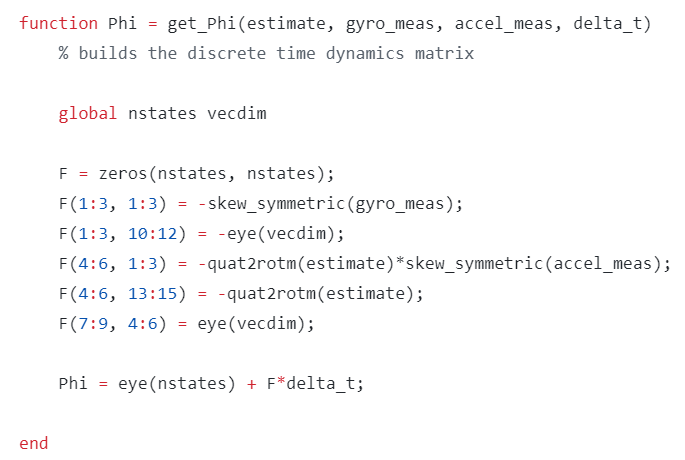 function Phi = get_Phi(estimate, gyro_meas, accel_meas, delta_t)
% builds the discrete time dynamics matrix
global nstates vecdim
F = zeros(nstates, nstates);
F(1:3, 1:3) = -skew_symmetric(gyro_meas);
F(1:3, 10:12) = -eye(vecdim);
F(4:6, 1:3) = -quat2rotm(estimate)*skew_symmetric(accel_meas);
F(4:6, 13:15) = -quat2rotm(estimate);
F(7:9, 4:6) = eye(vecdim);
Phi = eye(nstates) + F*delta_t;
end